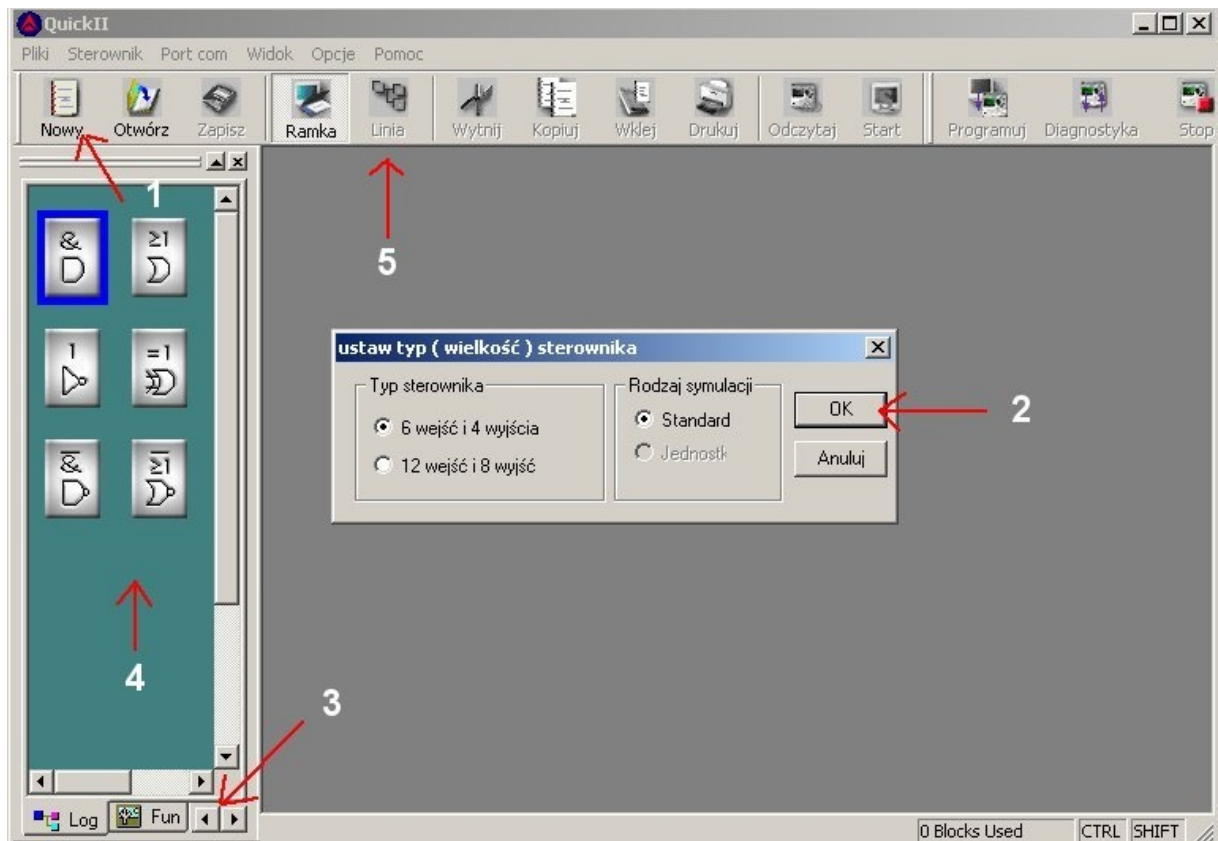 QuickII
Pliki Sterownik Port com Widok Opcje Pomoc
Nowy Otwórz Zapisz Ramka Linia Wytnij Kopiuj Wklej Drukuj Odczytaj Start Programuj Diagnostyka Stop
1
5
& ≥1
1 =1
& ≥1
ustaw typ ( wielkość ) sterownika
Typ sterownika
6 wejść i 4 wyjścia
12 wejść i 8 wyjść
Rodzaj symulacji
Standard
Jednostk
OK
Anuluj
2
4
3
Log Fun
0 Blocks Used CTRL SHIFT